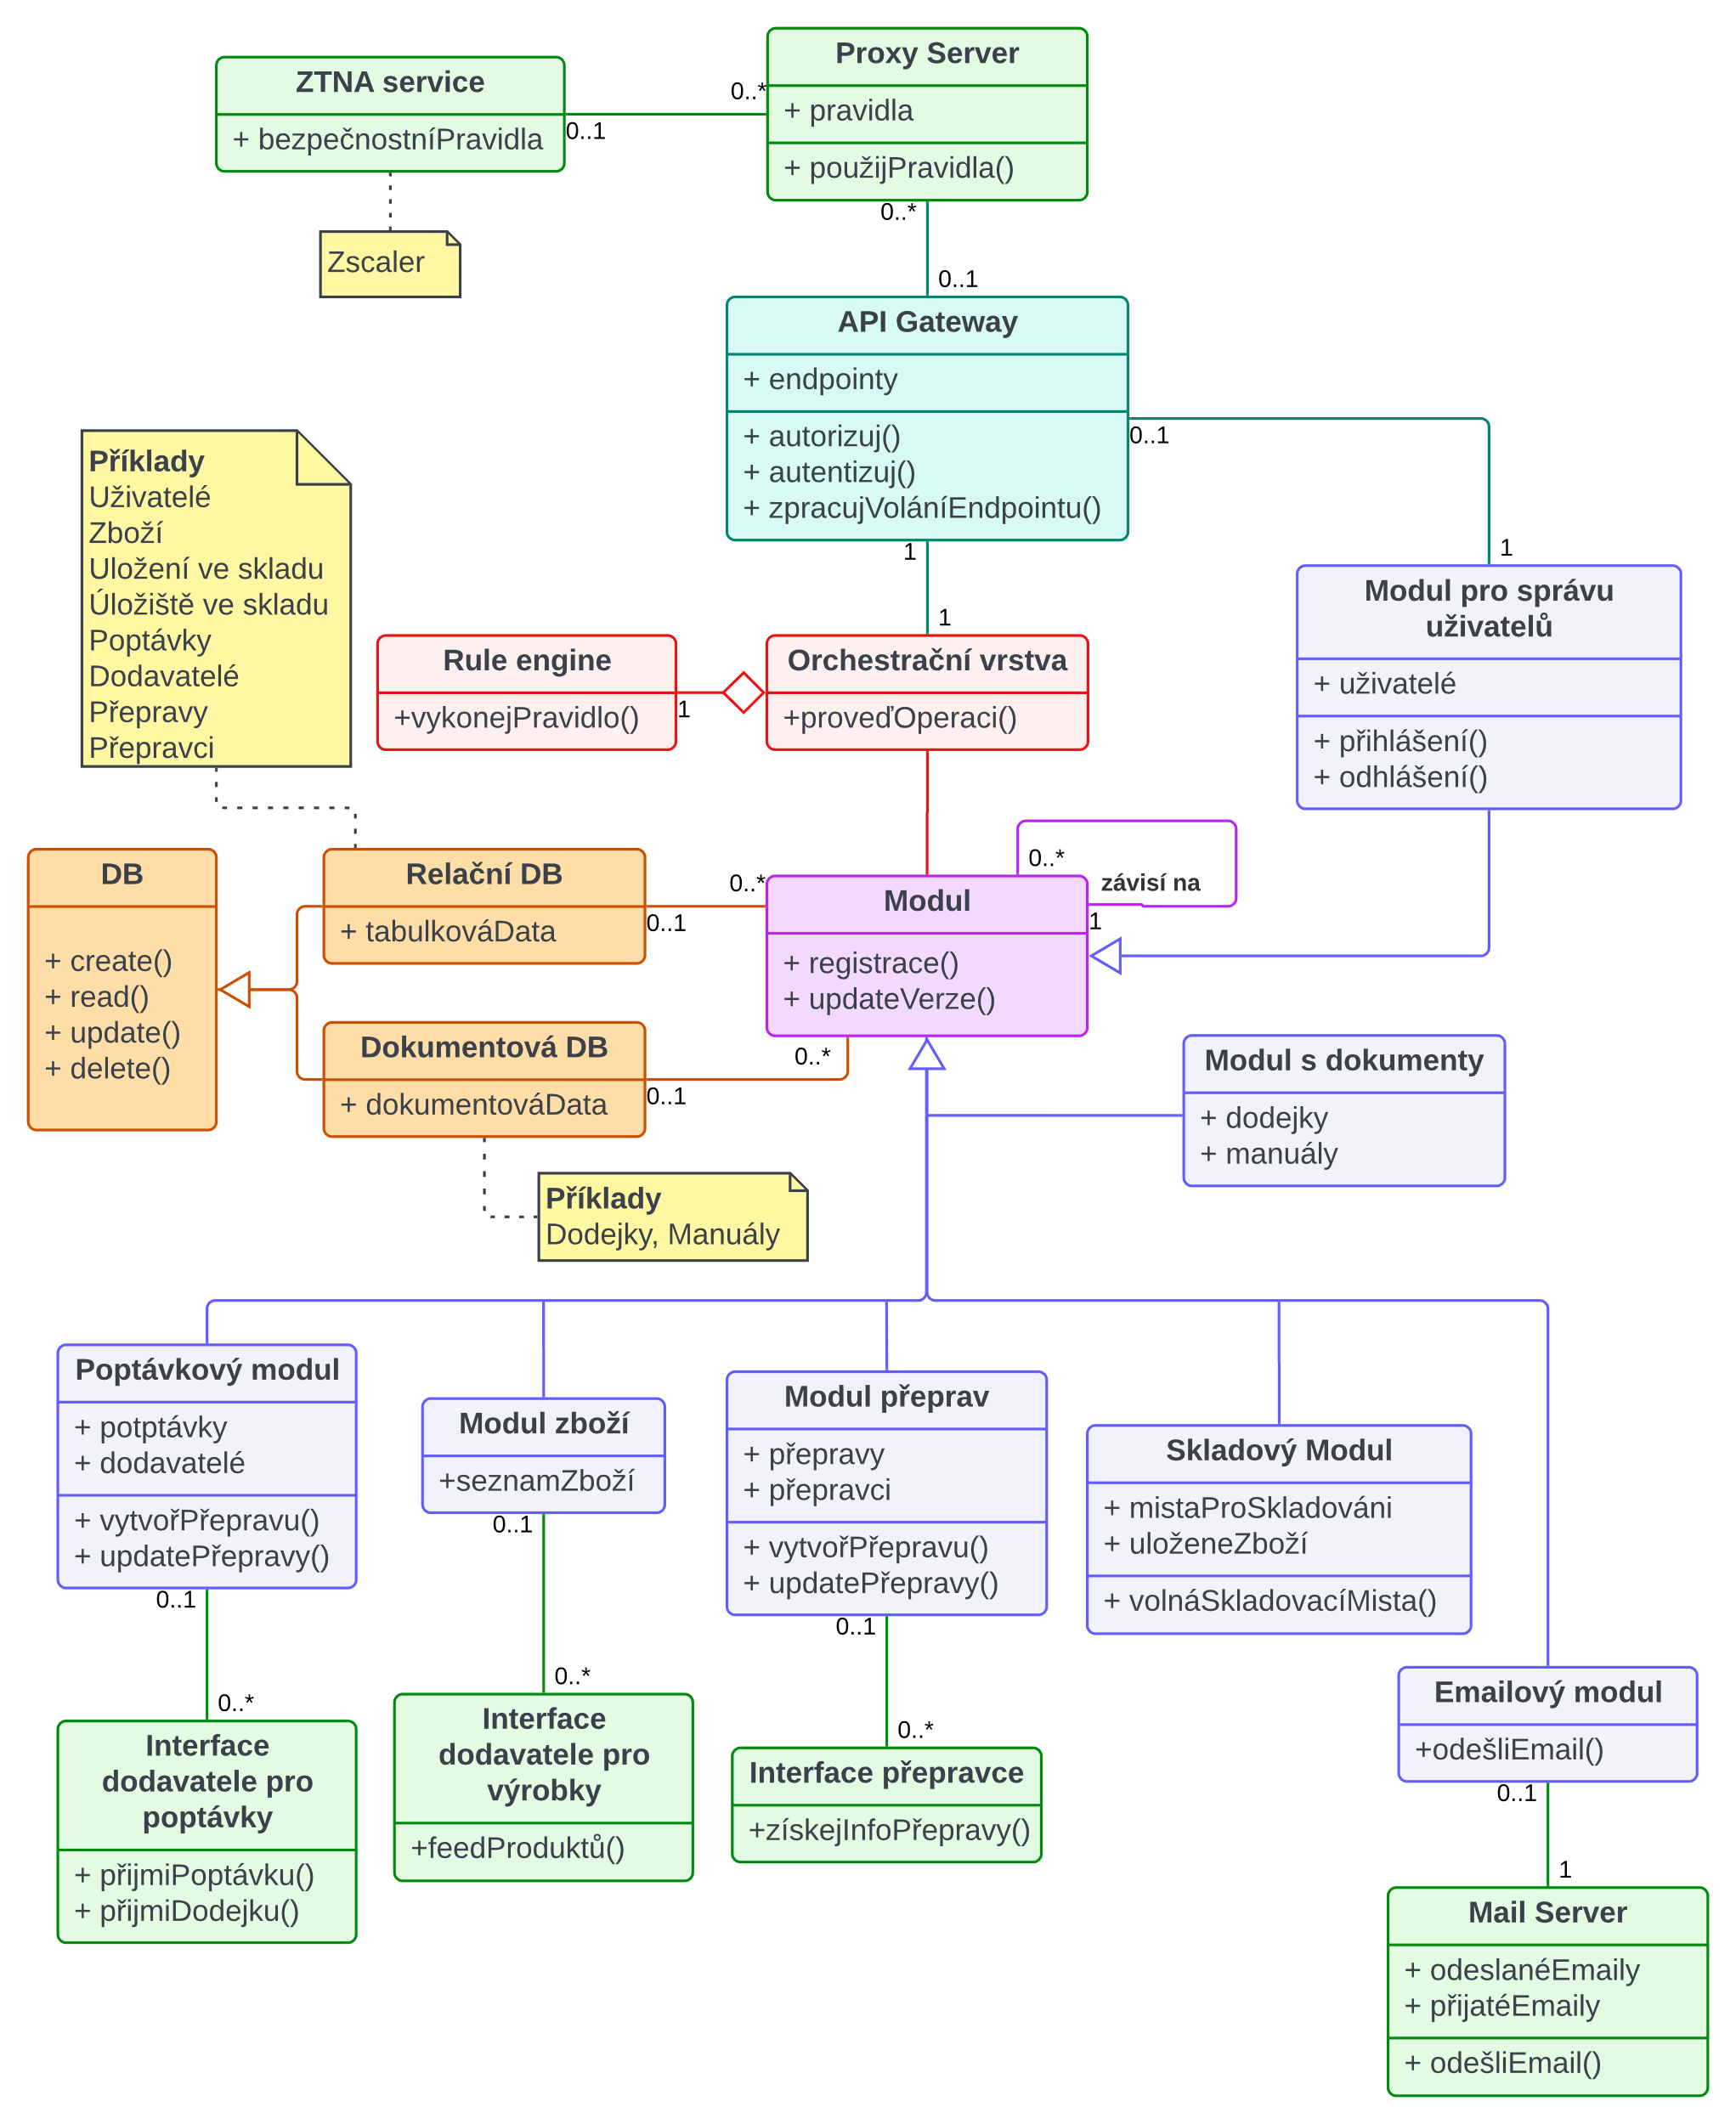 ZTNA service
+ bezpečnostníPravidla
0..1
0..*
Proxy Server
+ pravidla
+ použijPravidla()
Zscaler
0..*
0..1
API Gateway
+ endpointy
+ autorizuj()
+ autentizuj()
+ zpracujVoláníEndpointu()
0..1
1
1
1
Příklady
Uživatelé
Zboží
Uložení ve skladu
Úložiště ve skladu
Poptávky
Dodavatelé
Přepravy
Přepravci
Rule engine
+vykonejPravidlo()
1
Orchestrační vrstva
+proveďOperaci()
Modul pro správu
uživatelů
+ uživatelé
+ přihlášení()
+ odhlášení()
DB
+ create()
+ read()
+ update()
+ delete()
Relační DB
+ tabulkováData
0..1
0..*
Modul
+ registrace()
+ updateVerze()
0..*
závisí na
1
Dokumentová DB
+ dokumentováData
0..1
0..*
Modul s dokumenty
+ dodejky
+ manuály
Příklady
Dodejky, Manuály
Poptávkový modul
+ potptávky
+ dodavatelé
+ vytvořPřepravu()
+ updatePřepravy()
0..1
0..*
Modul zboží
+seznamZboží
0..1
0..*
Modul přeprav
+ přepravy
+ přepravci
+ vytvořPřepravu()
+ updatePřepravy()
0..1
0..*
Skladový Modul
+ mistaProSkladováni
+ uloženeZboží
+ volnáSkladovacíMista()
Emailový modul
+odešliEmail()
0..1
1
Interface
dodavatele pro
poptávky
+ přijmiPoptávku()
+ přijmiDodejku()
Interface
dodavatele pro
výrobky
+feedProduktů()
Interface přepravce
+získejInfoPřepravy()
Mail Server
+ odeslanéEmaily
+ přijatéEmaily
+ odešliEmail()